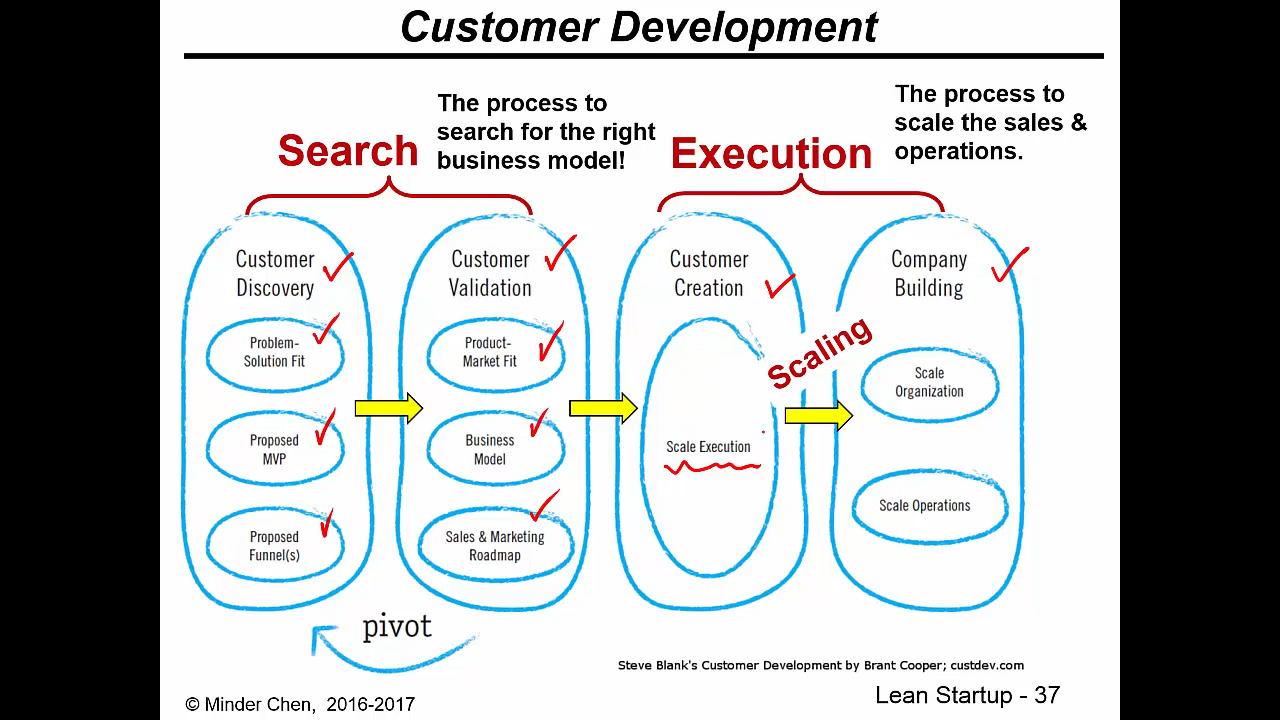 Customer Development
The process to
search for the right
business model!
Search
The process to
scale the sales &
operations.
Execution
Customer
Discovery
Problem-
Solution Fit
Proposed
MVP
Proposed
Funnel(s)
Customer
Validation
Product-
Market Fit
Business
Model
Sales & Marketing
Roadmap
Customer
Creation
Scale Execution
Scaling
Company
Building
Scale
Organization
Scale Operations
pivot
Steve Blank's Customer Development by Brant Cooper; custdev.com
© Minder Chen, 2016-2017
Lean Startup - 37